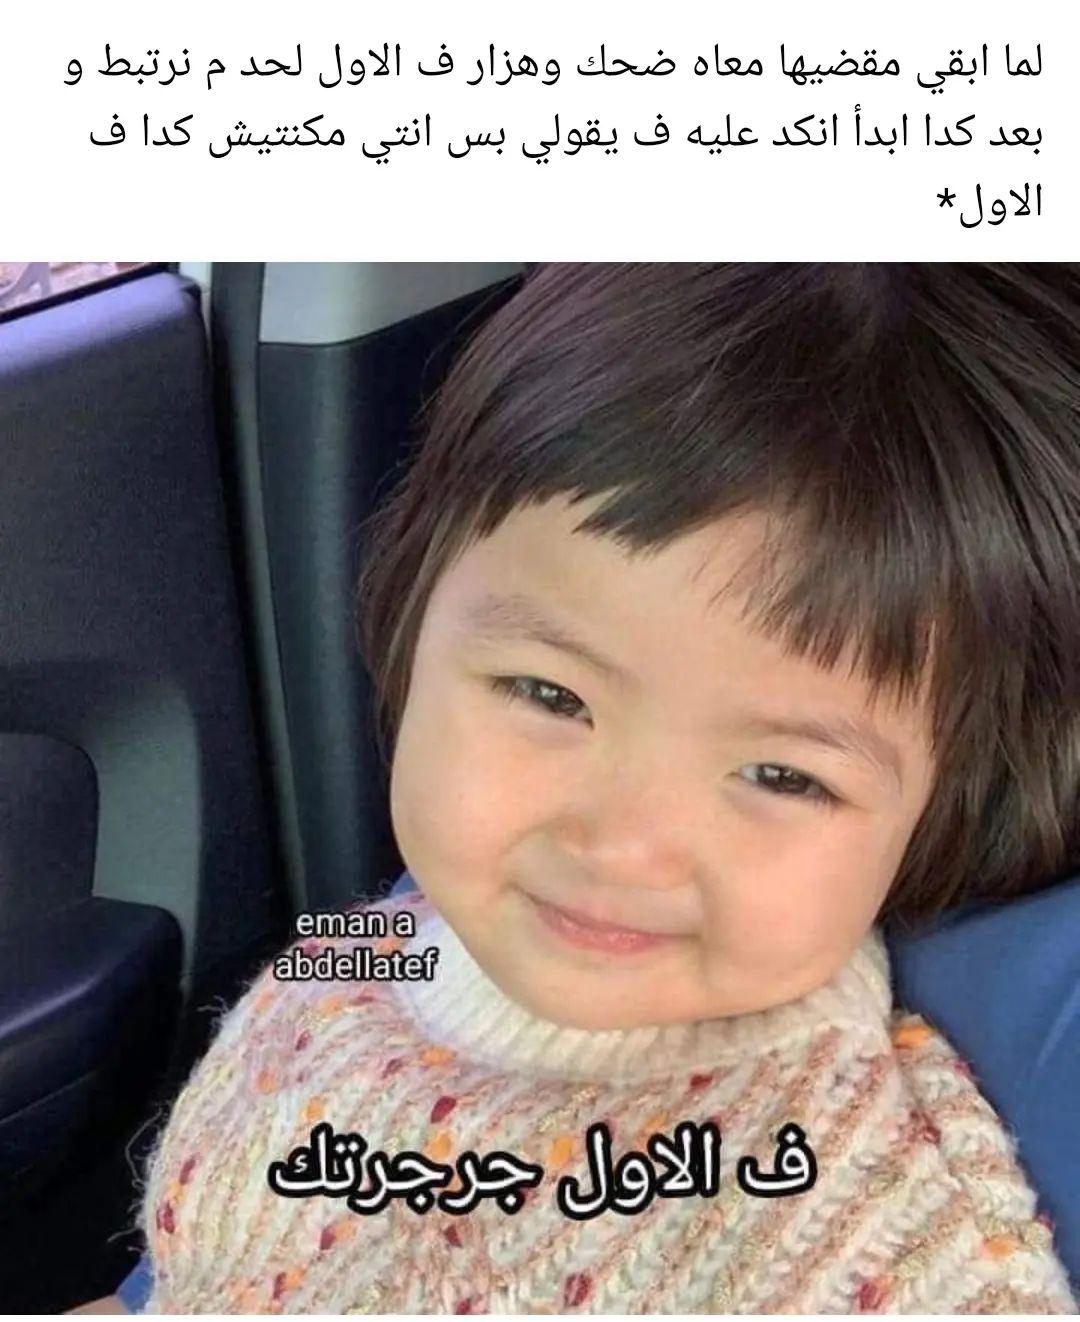 لما ابقي مقضيها معاه ضحك وهزار ف الاول لحد م نرتبط و
بعد كدا ابدأ انكد عليه ف يقولي بس انتي مكنتيش كدا ف
الاول*
eman a
abdellatef
ف الاول جرجرتك